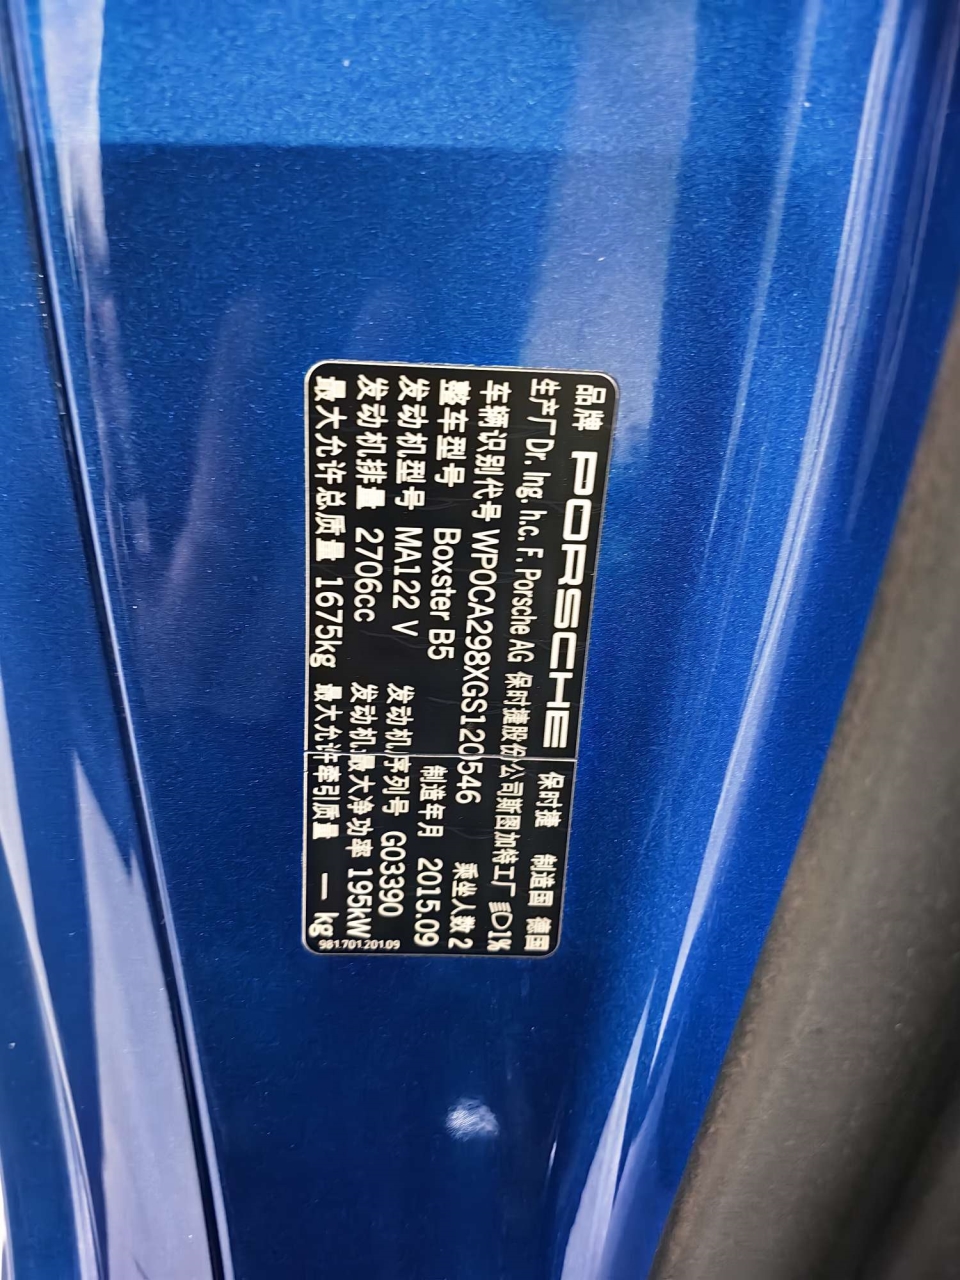 品牌 PORSCHE 保时捷 制造国 德国
生产厂 Dr. Ing. h.c. F. Porsche AG 保时捷股份公司斯图加特工厂
车辆识别代号 WP0CA298XGS120546 乘坐人数 2
整车型号 Boxster B5 制造年月 2015.09
发动机型号 MA122 V 发动机序列号 G03390
发动机排量 2706cc 发动机最大净功率 195kW
最大允许总质量 1675kg 最大允许牵引质量 — kg
981.701.201.09